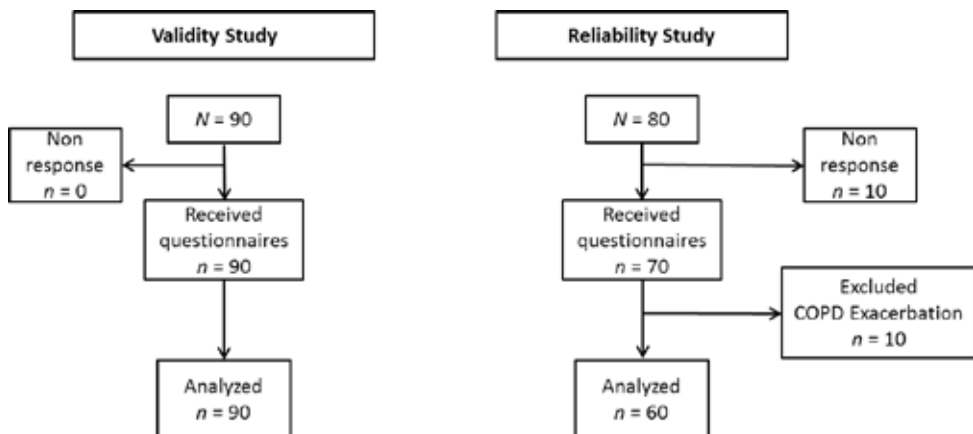 Validity Study
N = 90
Non
response
n = 0
Received
questionnaires
n = 90
Analyzed
n = 90
Reliability Study
N = 80
Non
response
n = 10
Received
questionnaires
n = 70
Excluded
COPD Exacerbation
n = 10
Analyzed
n = 60